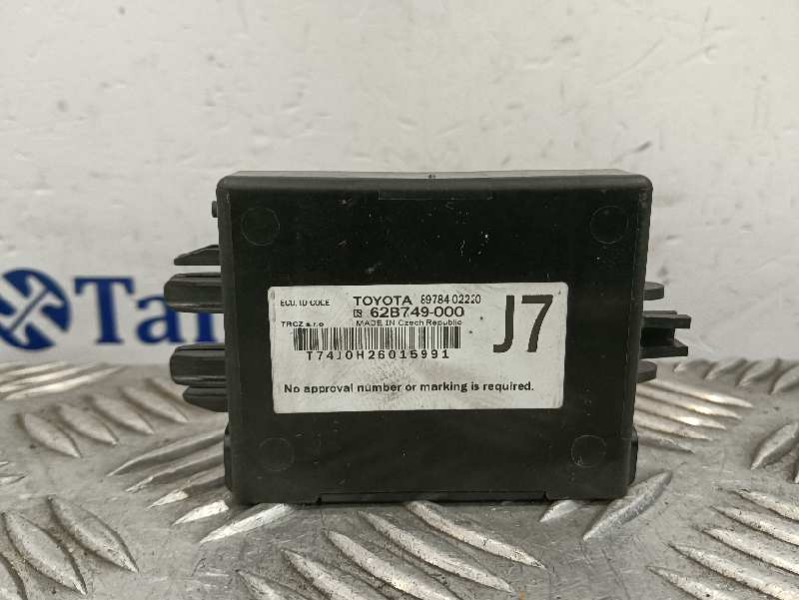 Tar
ECU, ID CODE TOYOTA 89784 02220
62B749-000 J7
TRCZ s.r.o MADE IN Czech Republic
T74J0H26015991
No approval number or marking is required.